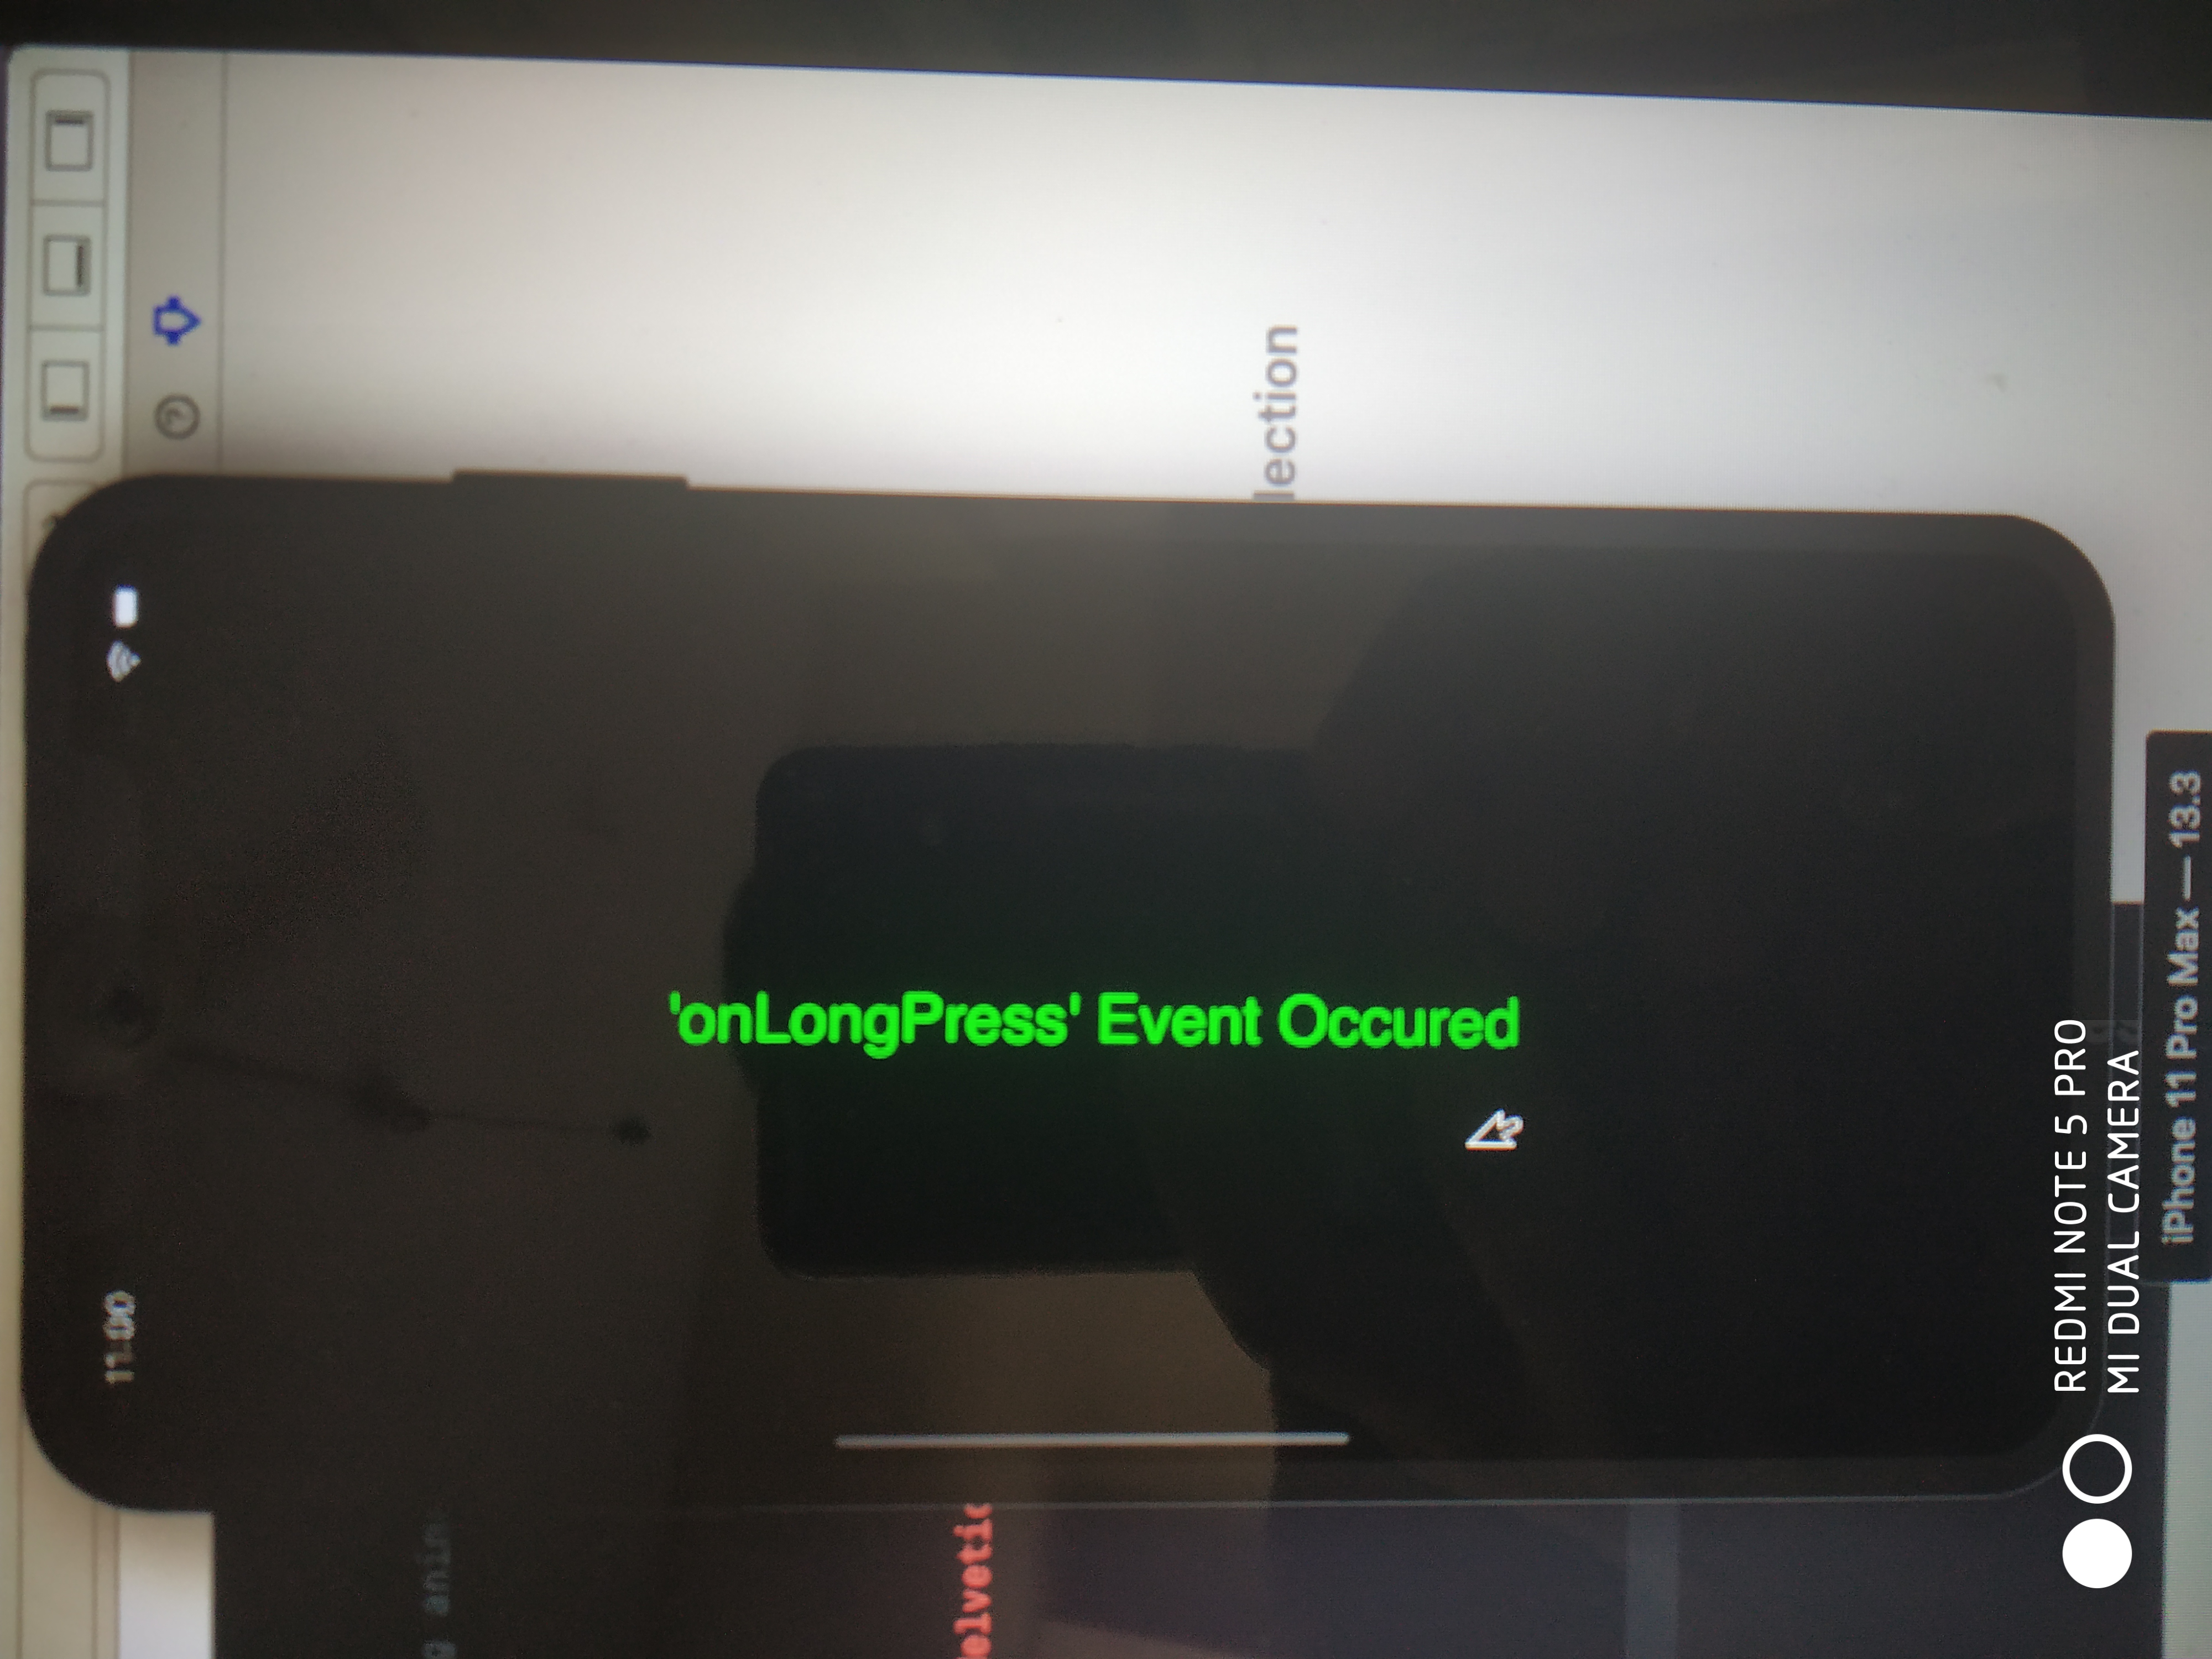 11:00
g anim
Helvetic
'onLongPress' Event Occured
lection
REDMI NOTE 5 PRO
MI DUAL CAMERA
iPhone 11 Pro Max — 13.3